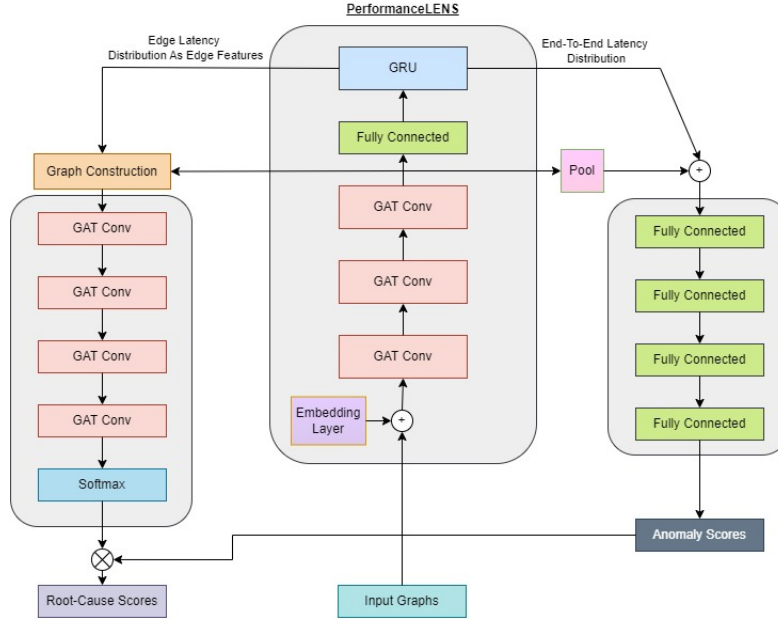 PerformanceLENS
Edge Latency
Distribution As Edge Features
GRU
End-To-End Latency
Distribution
Fully Connected
Graph Construction
Pool
+
GAT Conv
GAT Conv
GAT Conv
GAT Conv
Softmax
GAT Conv
GAT Conv
GAT Conv
Embedding
Layer
+
Fully Connected
Fully Connected
Fully Connected
Fully Connected
Anomaly Scores
Root-Cause Scores
Input Graphs